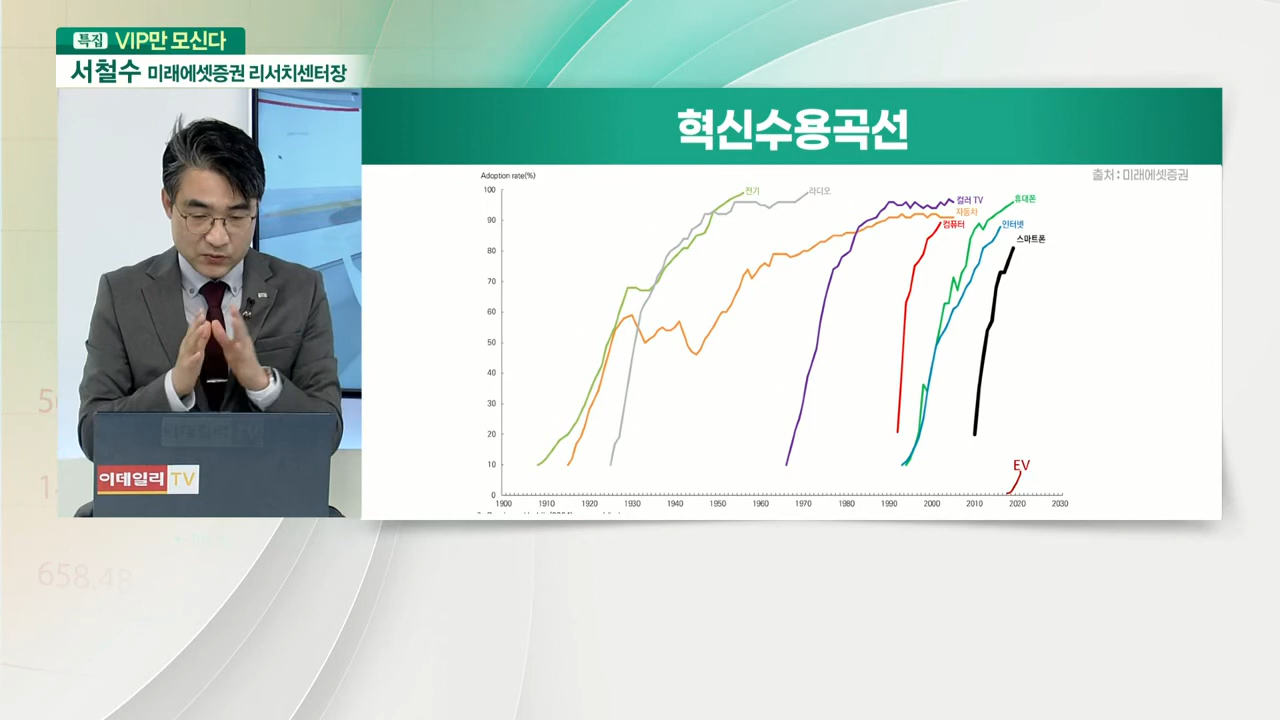 특집 VIP만 모신다
서철수 미래에셋증권 리서치센터장
혁신수용곡선
출처 : 미래에셋증권
Adoption rate(%)
100
90
80
70
60
50
40
30
20
10
0
전기
라디오
컬러 TV
자동차
컴퓨터
휴대폰
인터넷
스마트폰
EV
1900 1910 1920 1930 1940 1950 1960 1970 1980 1990 2000 2010 2020 2030
이데일리 TV
658.48